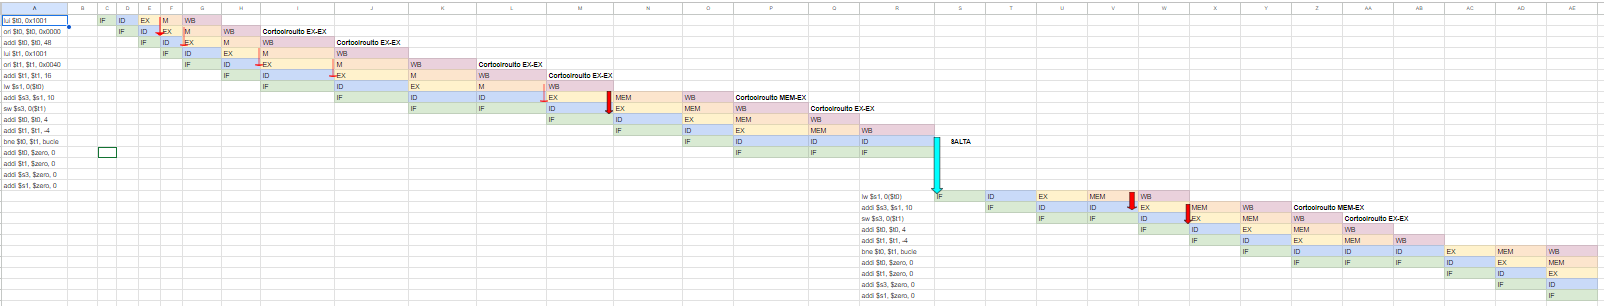 A B C D E F G H I J K L M N O P Q R S T U V W X Y Z AA AB AC AD AE
lui $t0, 0x1001 IF ID EX M WB
ori $t0, $t0, 0x0000 IF ID EX M WB Cortocircuito EX-EX
addi $t0, $t0, 48 IF ID EX M WB Cortocircuito EX-EX
lui $t1, 0x1001 IF ID EX M WB
ori $t1, $t1, 0x0040 IF ID EX M WB Cortocircuito EX-EX
addi $t1, $t1, 16 IF ID EX M WB Cortocircuito EX-EX
lw $s1, 0($t0) IF ID EX M WB
addi $s3, $s1, 10 IF ID ID EX MEM WB Cortocircuito MEM-EX
sw $s3, 0($t1) IF IF ID EX MEM WB Cortocircuito EX-EX
addi $t0, $t0, 4 IF ID EX MEM WB
addi $t1, $t1, -4 IF ID EX MEM WB
bne $t0, $t1, bucle IF ID ID ID SALTA
addi $t0, $zero, 0 IF IF IF
addi $t1, $zero, 0
addi $s3, $zero, 0
addi $s1, $zero, 0
lw $s1, 0($t0) IF ID EX MEM WB
addi $s3, $s1, 10 IF ID ID EX MEM WB Cortocircuito MEM-EX
sw $s3, 0($t1) IF IF ID EX MEM WB Cortocircuito EX-EX
addi $t0, $t0, 4 IF ID EX MEM WB
addi $t1, $t1, -4 IF ID EX MEM WB
bne $t0, $t1, bucle IF ID ID ID EX MEM WB
addi $t0, $zero, 0 IF IF IF ID EX MEM
addi $t1, $zero, 0 IF ID EX
addi $s3, $zero, 0 IF ID
addi $s1, $zero, 0 IF